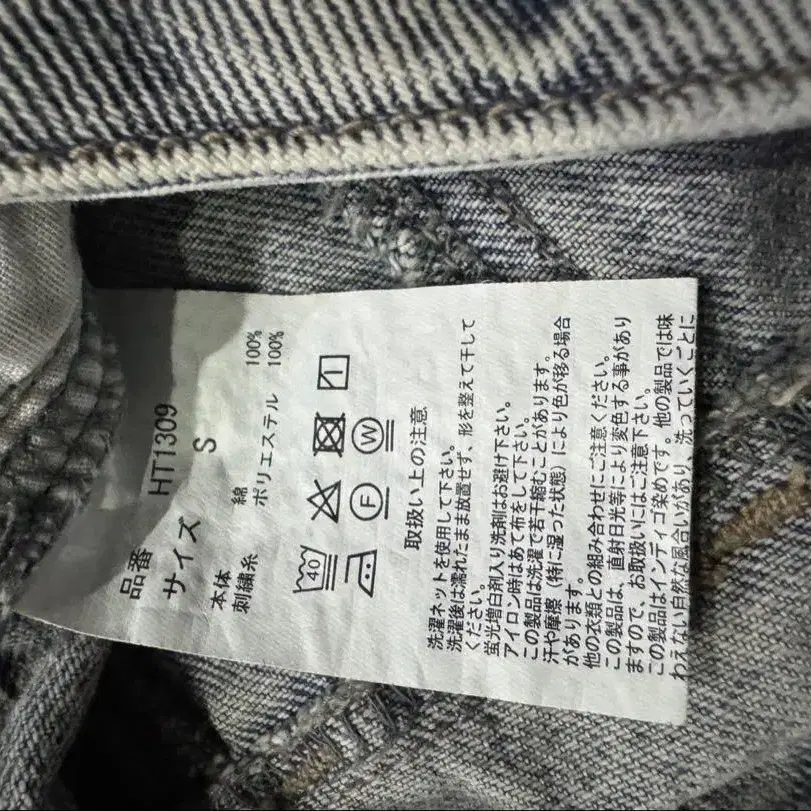 品番 HT1309
サイズ S
本体 綿 100%
刺繍糸 ポリエステル 100%
40
F W
取扱い上の注意
洗濯ネットを使用して下さい。
洗濯後は濡れたまま放置せず、形を整えて干して
ください。
蛍光増白剤入り洗剤はお避け下さい。
アイロン時はあて布をして下さい。
この製品は洗濯で若干縮むことがあります。
汗や摩擦(特に湿った状態)により色が移る場合
があります。
他の衣類との組み合わせにご注意ください。
この製品は、直射日光等により変色する事があり
ますので、お取扱いにはご注意下さい。
この製品はインディゴ染めです。他の製品では味
わえない自然な風合いがあり、洗っていくごとに